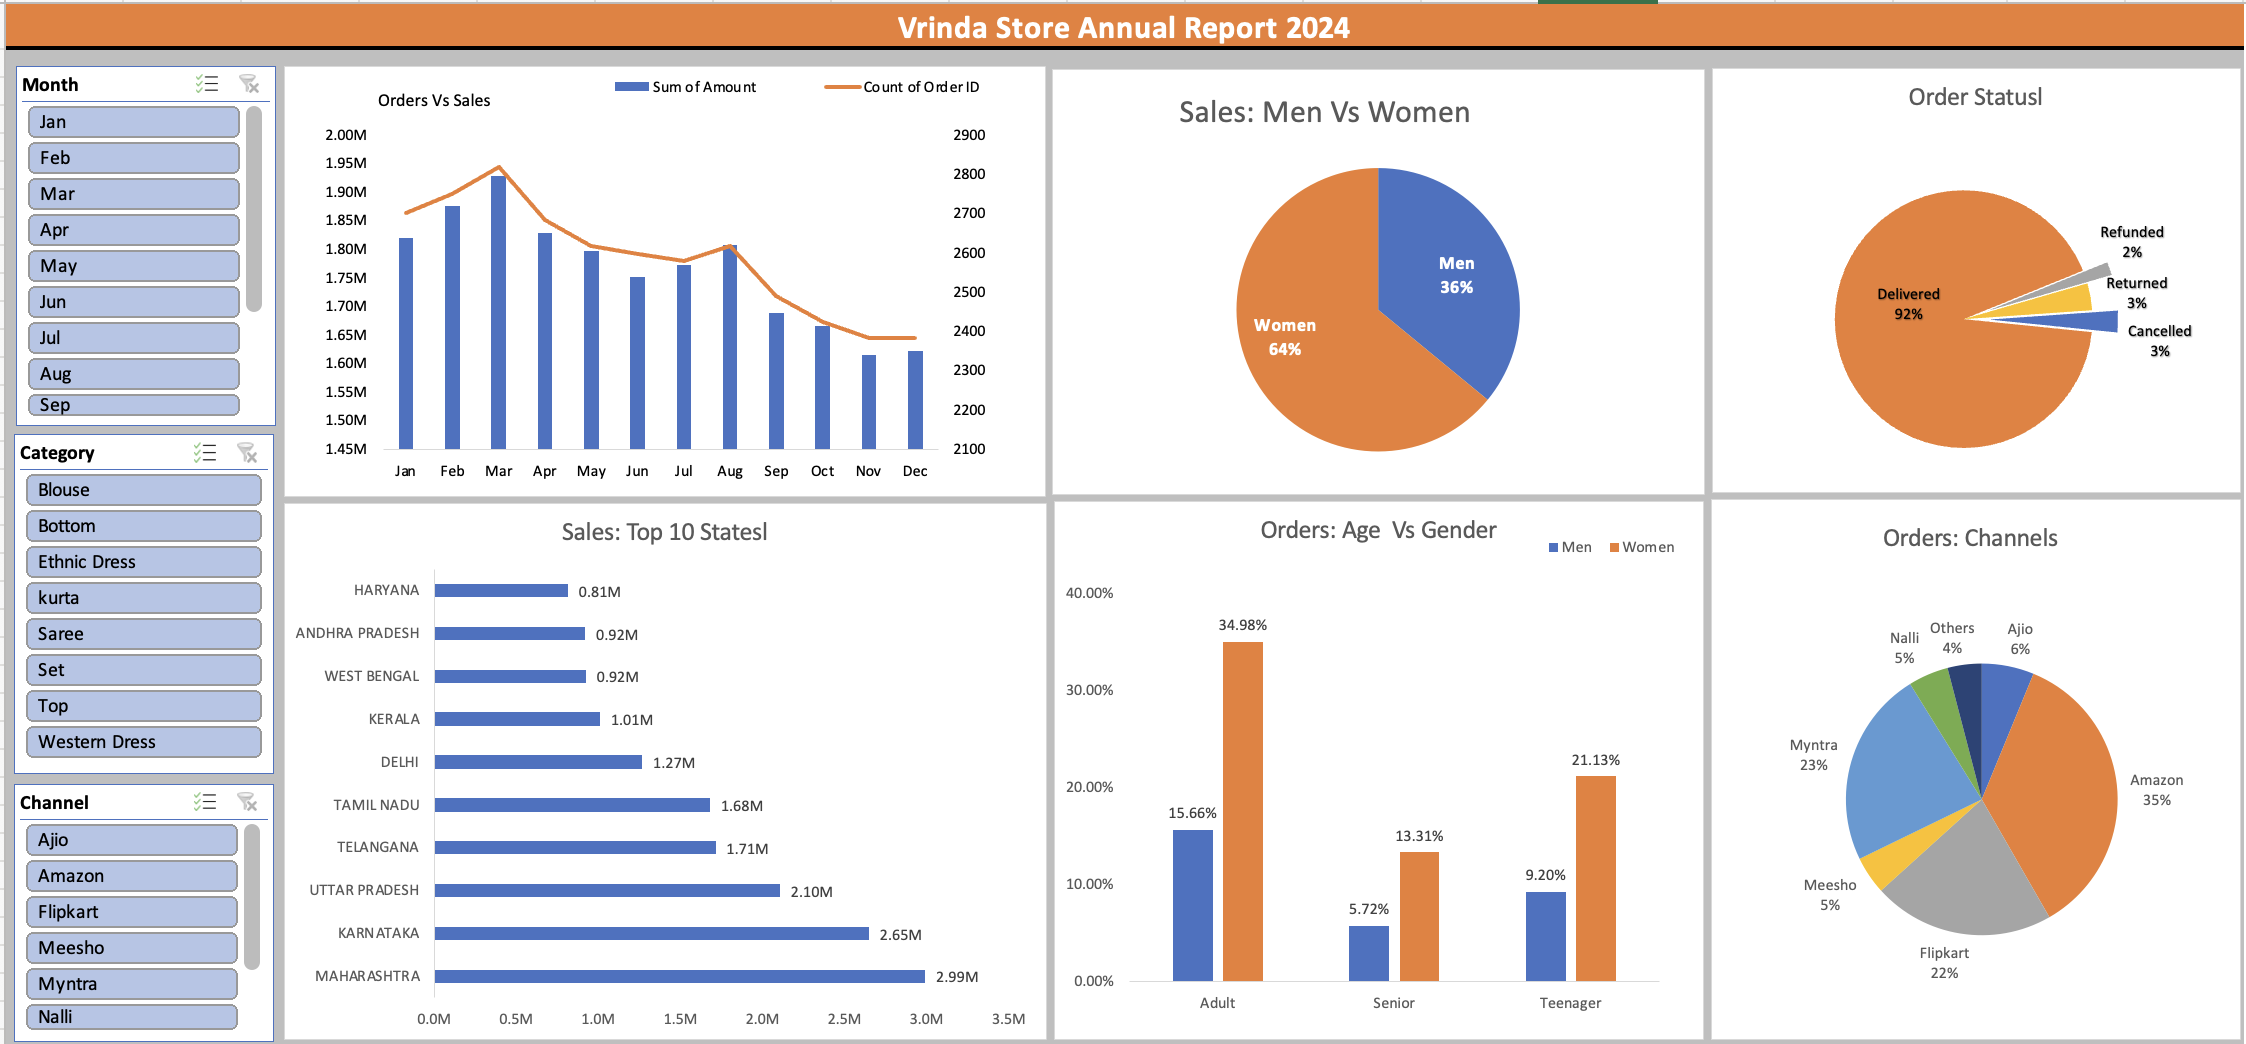 Vrinda Store Annual Report 2024
Month
Jan
Feb
Mar
Apr
May
Jun
Jul
Aug
Sep
Category
Blouse
Bottom
Ethnic Dress
kurta
Saree
Set
Top
Western Dress
Channel
Ajio
Amazon
Flipkart
Meesho
Myntra
Nalli
Orders Vs Sales
Sum of Amount
Count of Order ID
2.00M
1.95M
1.90M
1.85M
1.80M
1.75M
1.70M
1.65M
1.60M
1.55M
1.50M
1.45M
2900
2800
2700
2600
2500
2400
2300
2200
2100
Jan Feb Mar Apr May Jun Jul Aug Sep Oct Nov Dec
Sales: Men Vs Women
Men
36%
Women
64%
Order Statusl
Refunded
2%
Returned
3%
Cancelled
3%
Delivered
92%
Sales: Top 10 Statesl
HARYANA 0.81M
ANDHRA PRADESH 0.92M
WEST BENGAL 0.92M
KERALA 1.01M
DELHI 1.27M
TAMIL NADU 1.68M
TELANGANA 1.71M
UTTAR PRADESH 2.10M
KARNATAKA 2.65M
MAHARASHTRA 2.99M
0.0M 0.5M 1.0M 1.5M 2.0M 2.5M 3.0M 3.5M
Orders: Age  Vs Gender
Men Women
40.00%
30.00%
20.00%
10.00%
0.00%
15.66%
34.98%
5.72%
13.31%
9.20%
21.13%
Adult Senior Teenager
Orders: Channels
Nalli
5%
Others
4%
Ajio
6%
Myntra
23%
Amazon
35%
Meesho
5%
Flipkart
22%